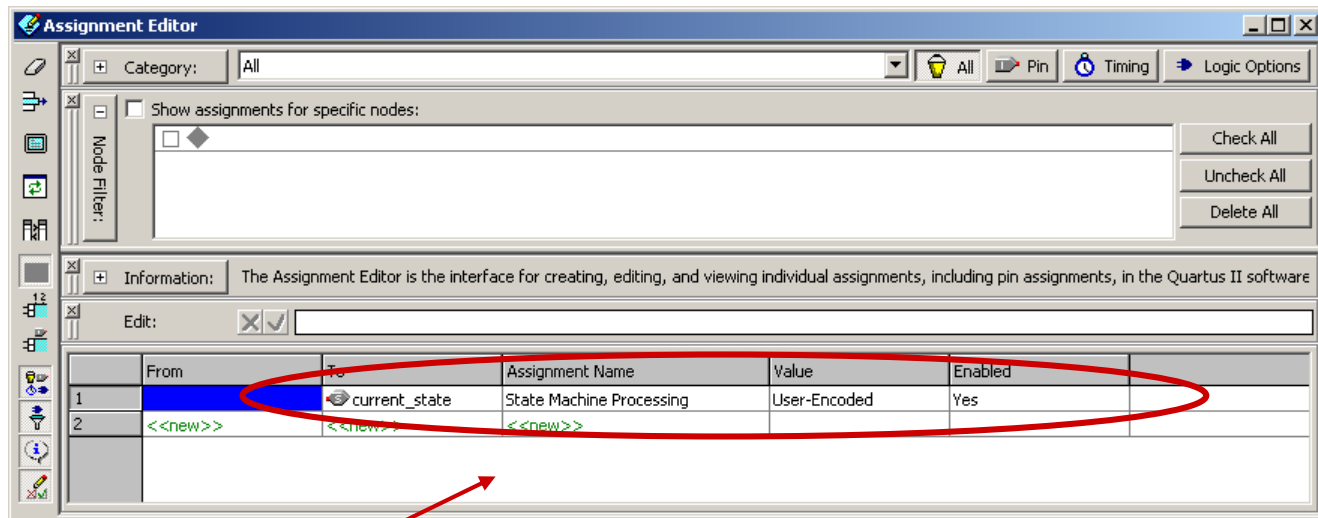 Assignment Editor
Category: All All Pin Timing Logic Options
Show assignments for specific nodes:
Node Filter:
Check All
Uncheck All
Delete All
Information: The Assignment Editor is the interface for creating, editing, and viewing individual assignments, including pin assignments, in the Quartus II software
Edit:
From To Assignment Name Value Enabled
1 current_state State Machine Processing User-Encoded Yes
2 <<new>> <<new>> <<new>>